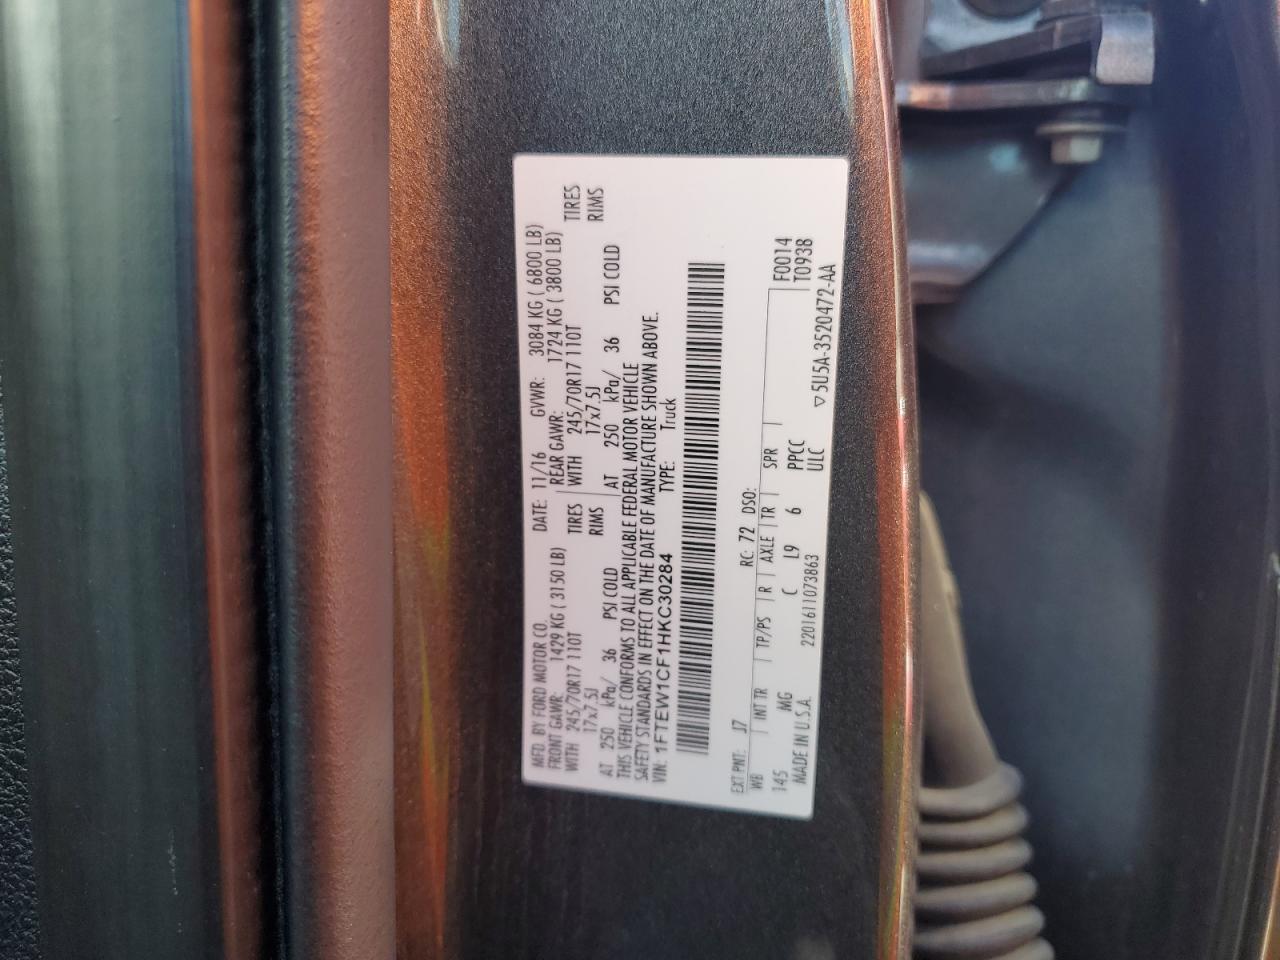 MFD. BY FORD MOTOR CO.
DATE: 11/16 GVWR: 3084 KG ( 6800 LB)
FRONT GAWR: 1429 KG ( 3150 LB) REAR GAWR: 1724 KG ( 3800 LB)
WITH 245/70R17 110T TIRES WITH 245/70R17 110T TIRES
17x7.5J RIMS 17x7.5J RIMS
AT 250 kPa/ 36 PSI COLD AT 250 kPa/ 36 PSI COLD
THIS VEHICLE CONFORMS TO ALL APPLICABLE FEDERAL MOTOR VEHICLE
SAFETY STANDARDS IN EFFECT ON THE DATE OF MANUFACTURE SHOWN ABOVE.
VIN: 1FTEW1CF1HKC30284 TYPE: Truck
EXT PNT: J7 RC: 72 DSO:
WB INT TR TP/PS R AXLE TR SPR F0014
145 MG C L9 6 PPCC T0938
MADE IN U.S.A. 2201611073863 ULC ▽5U5A-3520472-AA